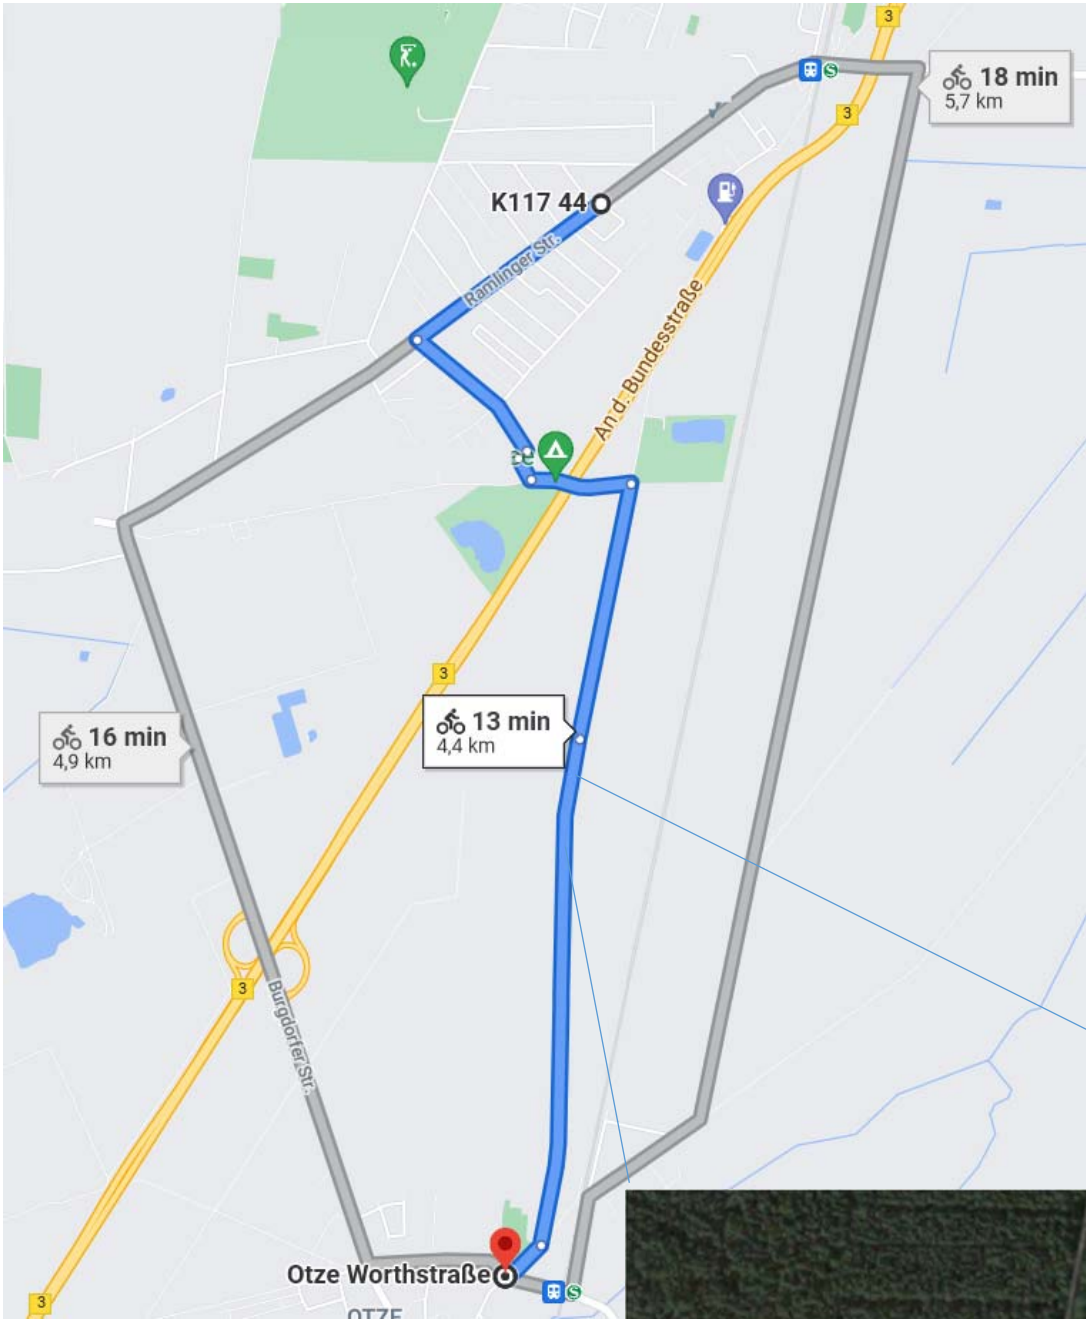 3
18 min
5,7 km
3
K117 44
Ramlinger Str.
An d. Bundesstraße
3
16 min
4,9 km
13 min
4,4 km
3
Burgdorfer Str.
Otze Worthstraße
S
S
3
OTZE